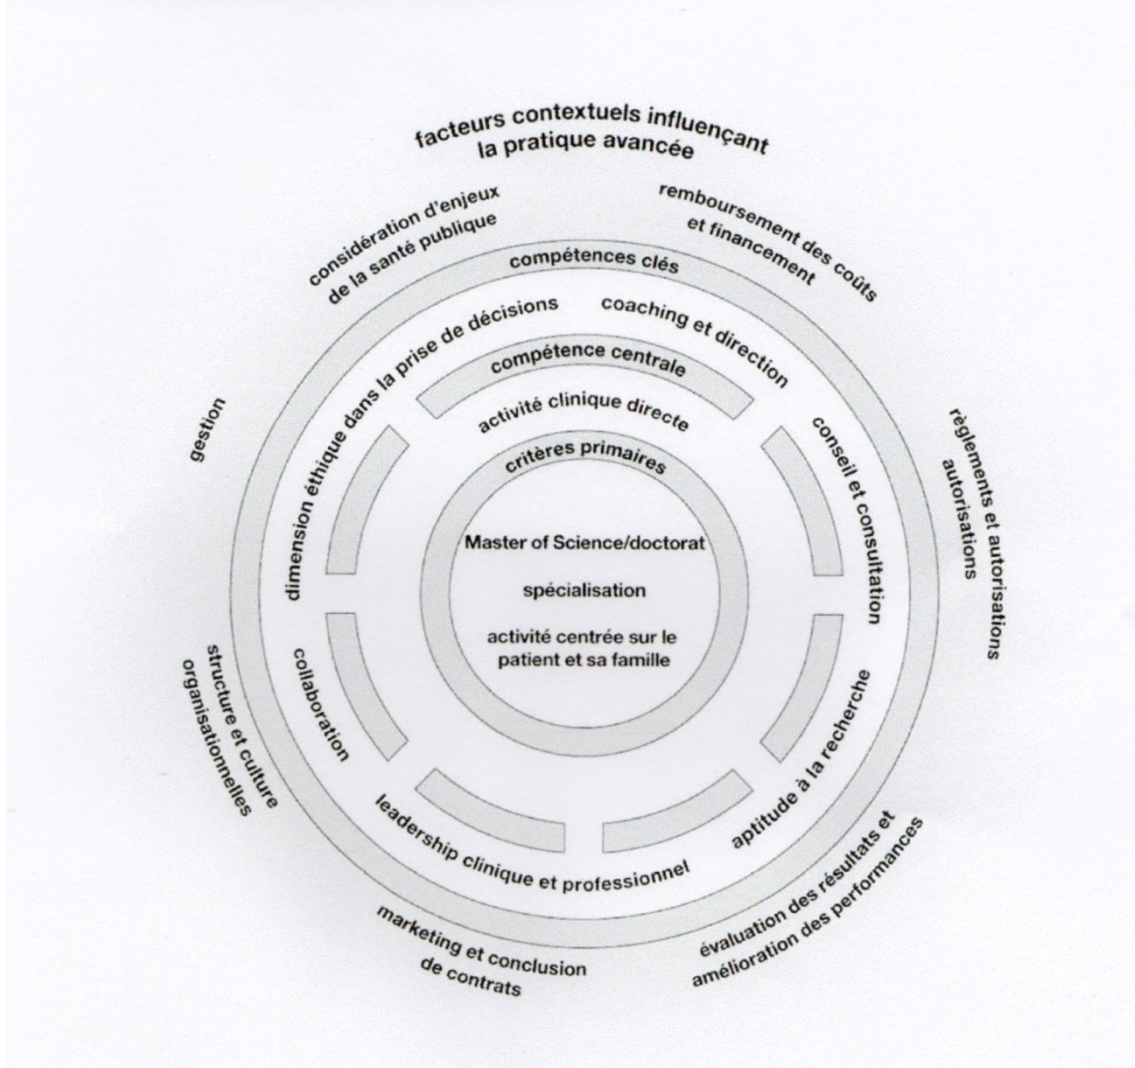 facteurs contextuels influençant
la pratique avancée
considération d'enjeux
de la santé publique
remboursement des coûts
et financement
gestion
règlements et autorisations
autorisations
structure et culture
organisationnelles
évaluation des résultats et
amélioration des performances
marketing et conclusion
de contrats
compétences clés
dimension éthique dans la prise de décisions
coaching et direction
conseil et consultation
aptitude à la recherche
leadership clinique et professionnel
collaboration
compétence centrale
activité clinique directe
critères primaires
Master of Science/doctorat
spécialisation
activité centrée sur le
patient et sa famille